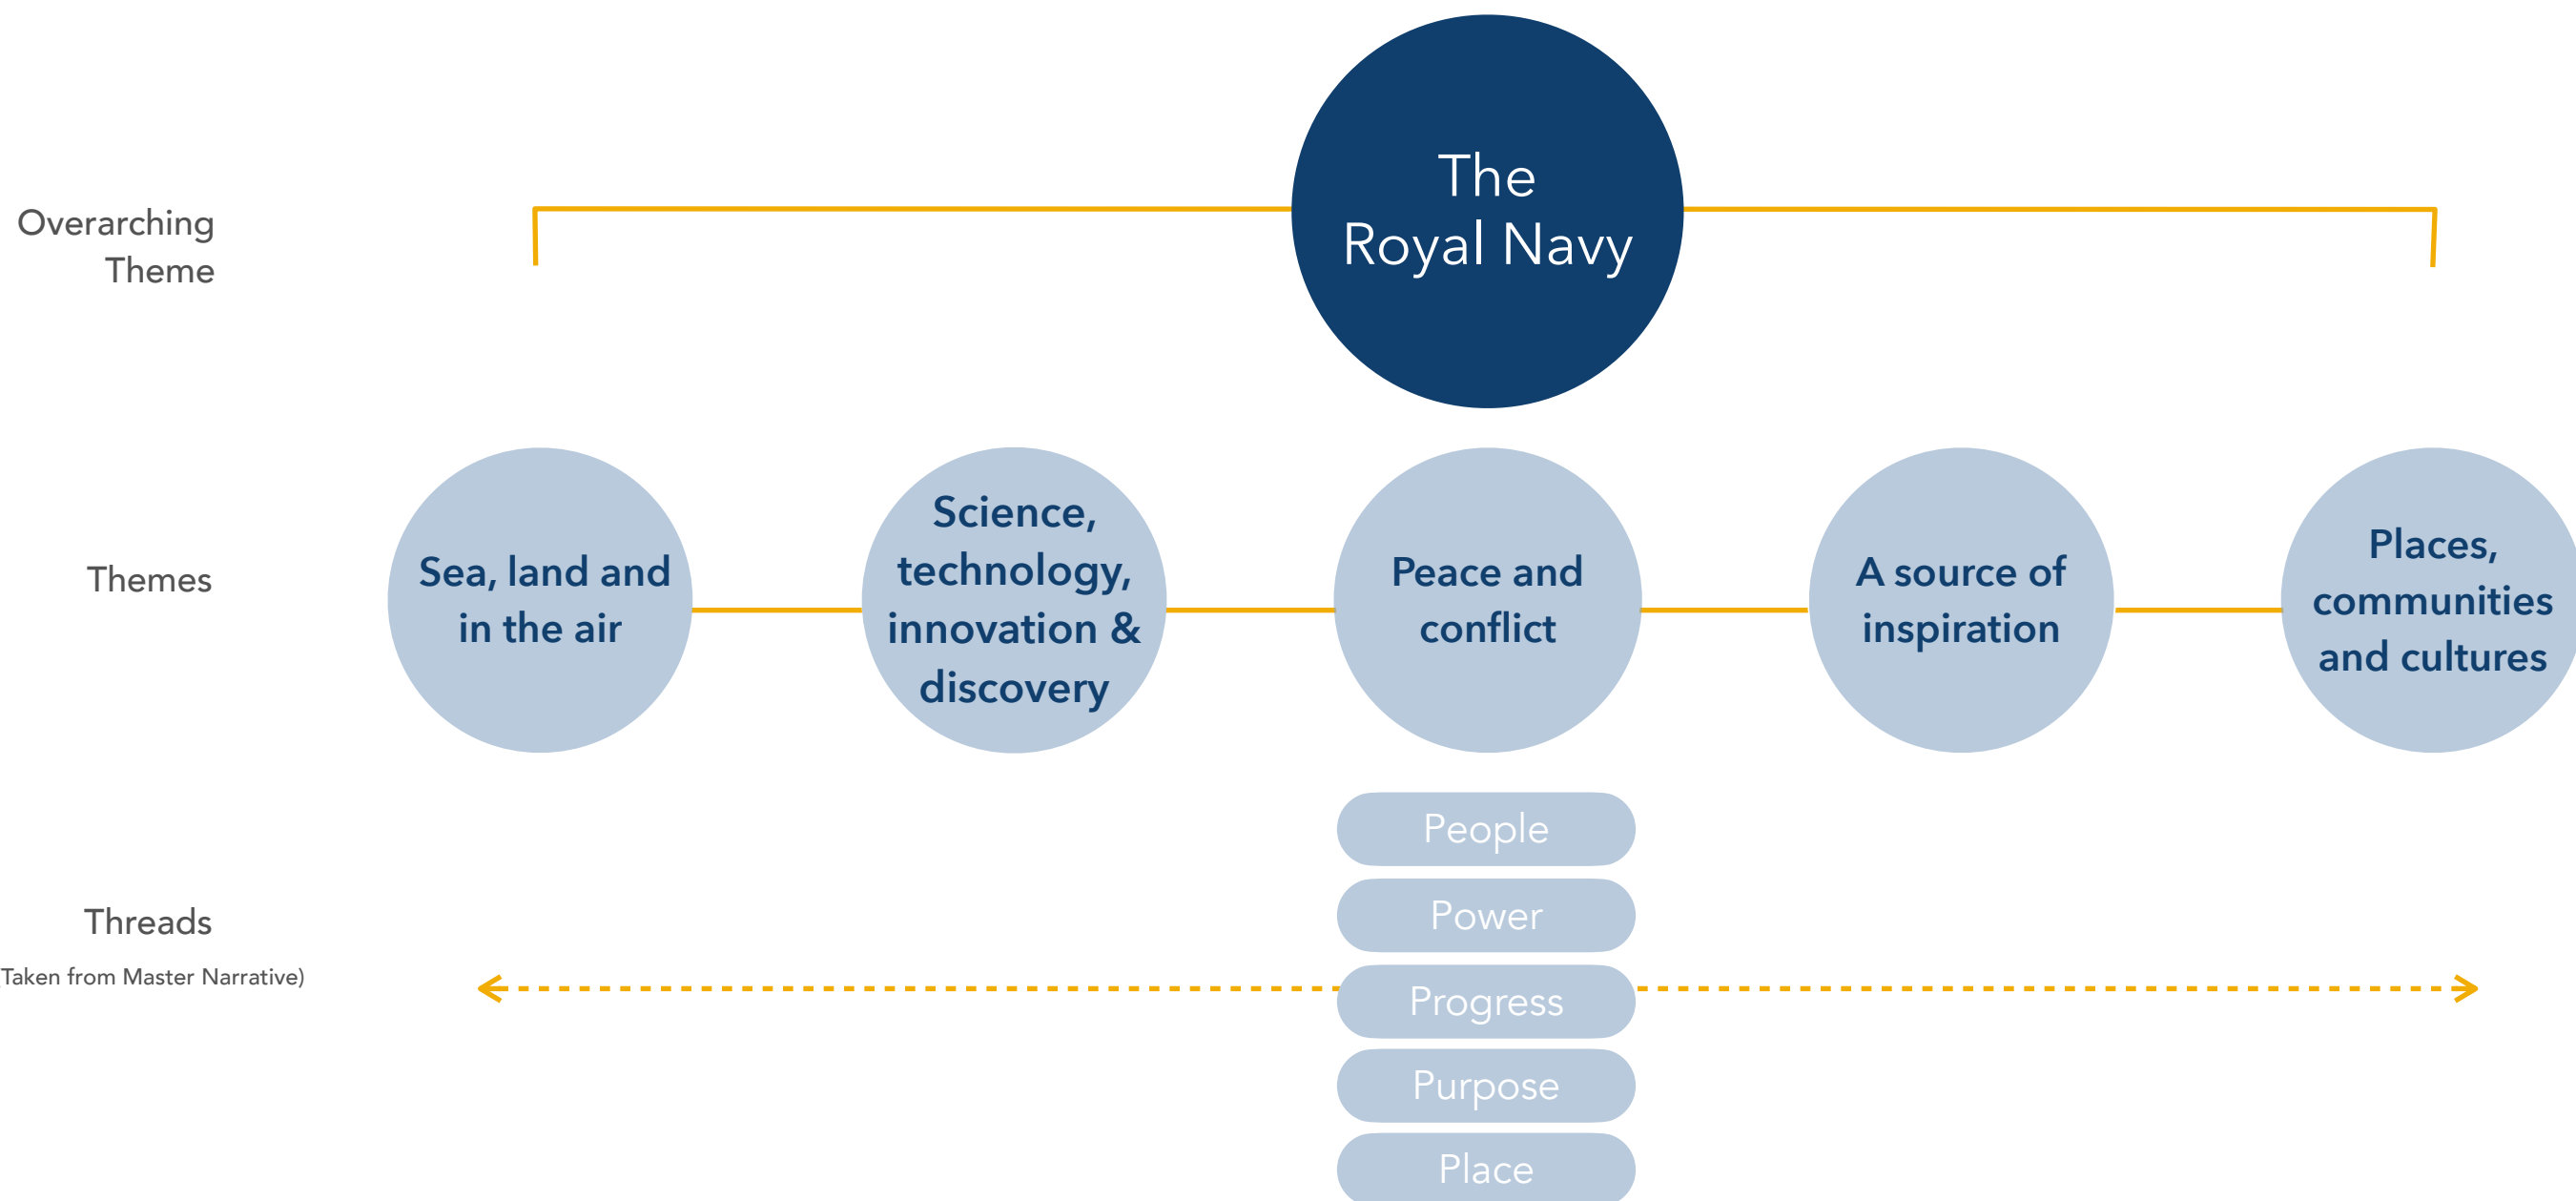 The
Royal Navy
Overarching
Theme
Themes
Sea, land and
in the air
Science,
technology,
innovation &
discovery
Peace and
conflict
A source of
inspiration
Places,
communities
and cultures
Threads
Taken from Master Narrative)
People
Power
Progress
Purpose
Place